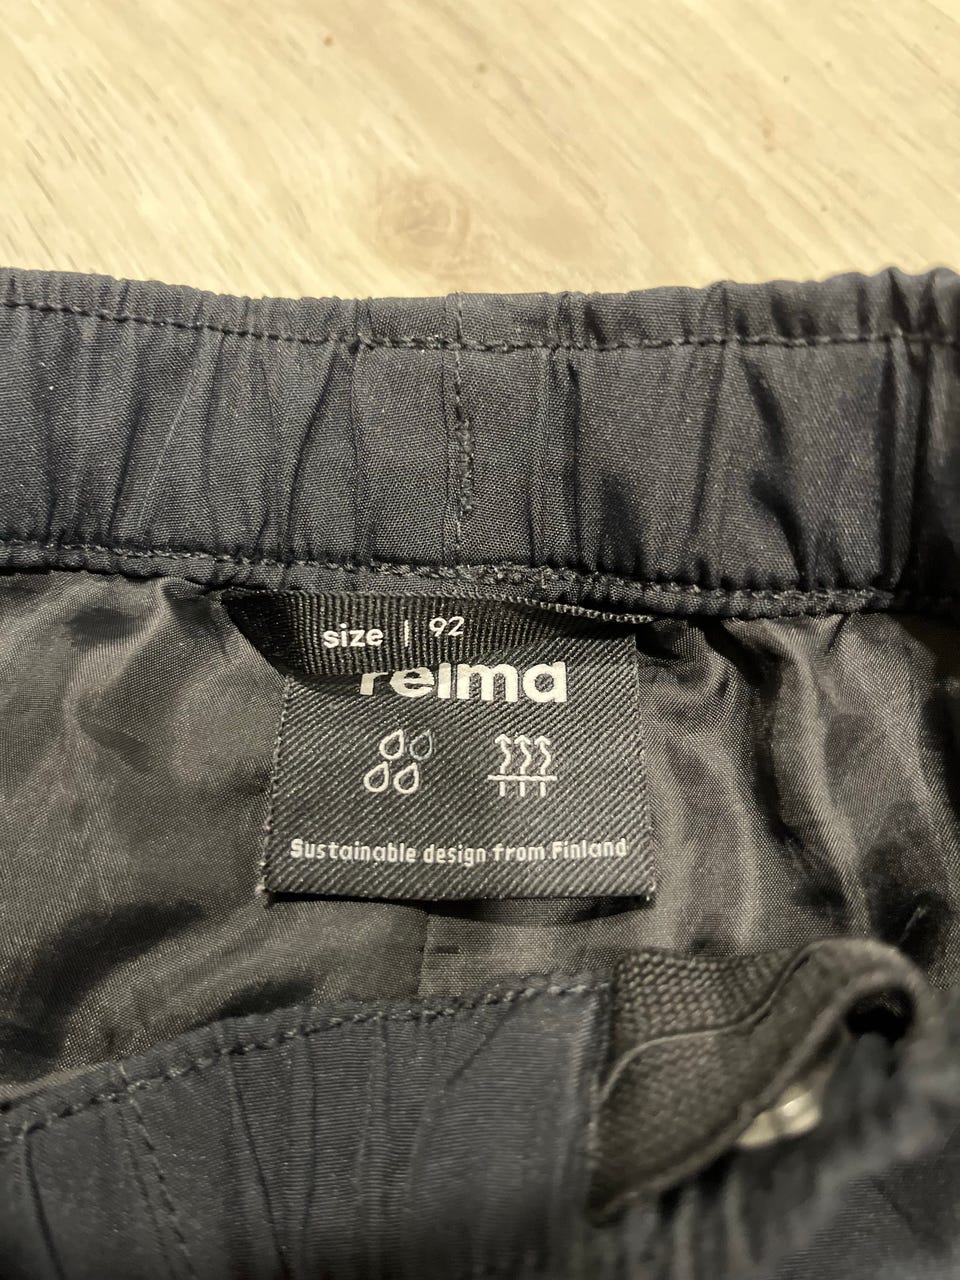 size | 92
reima
Sustainable design from Finland